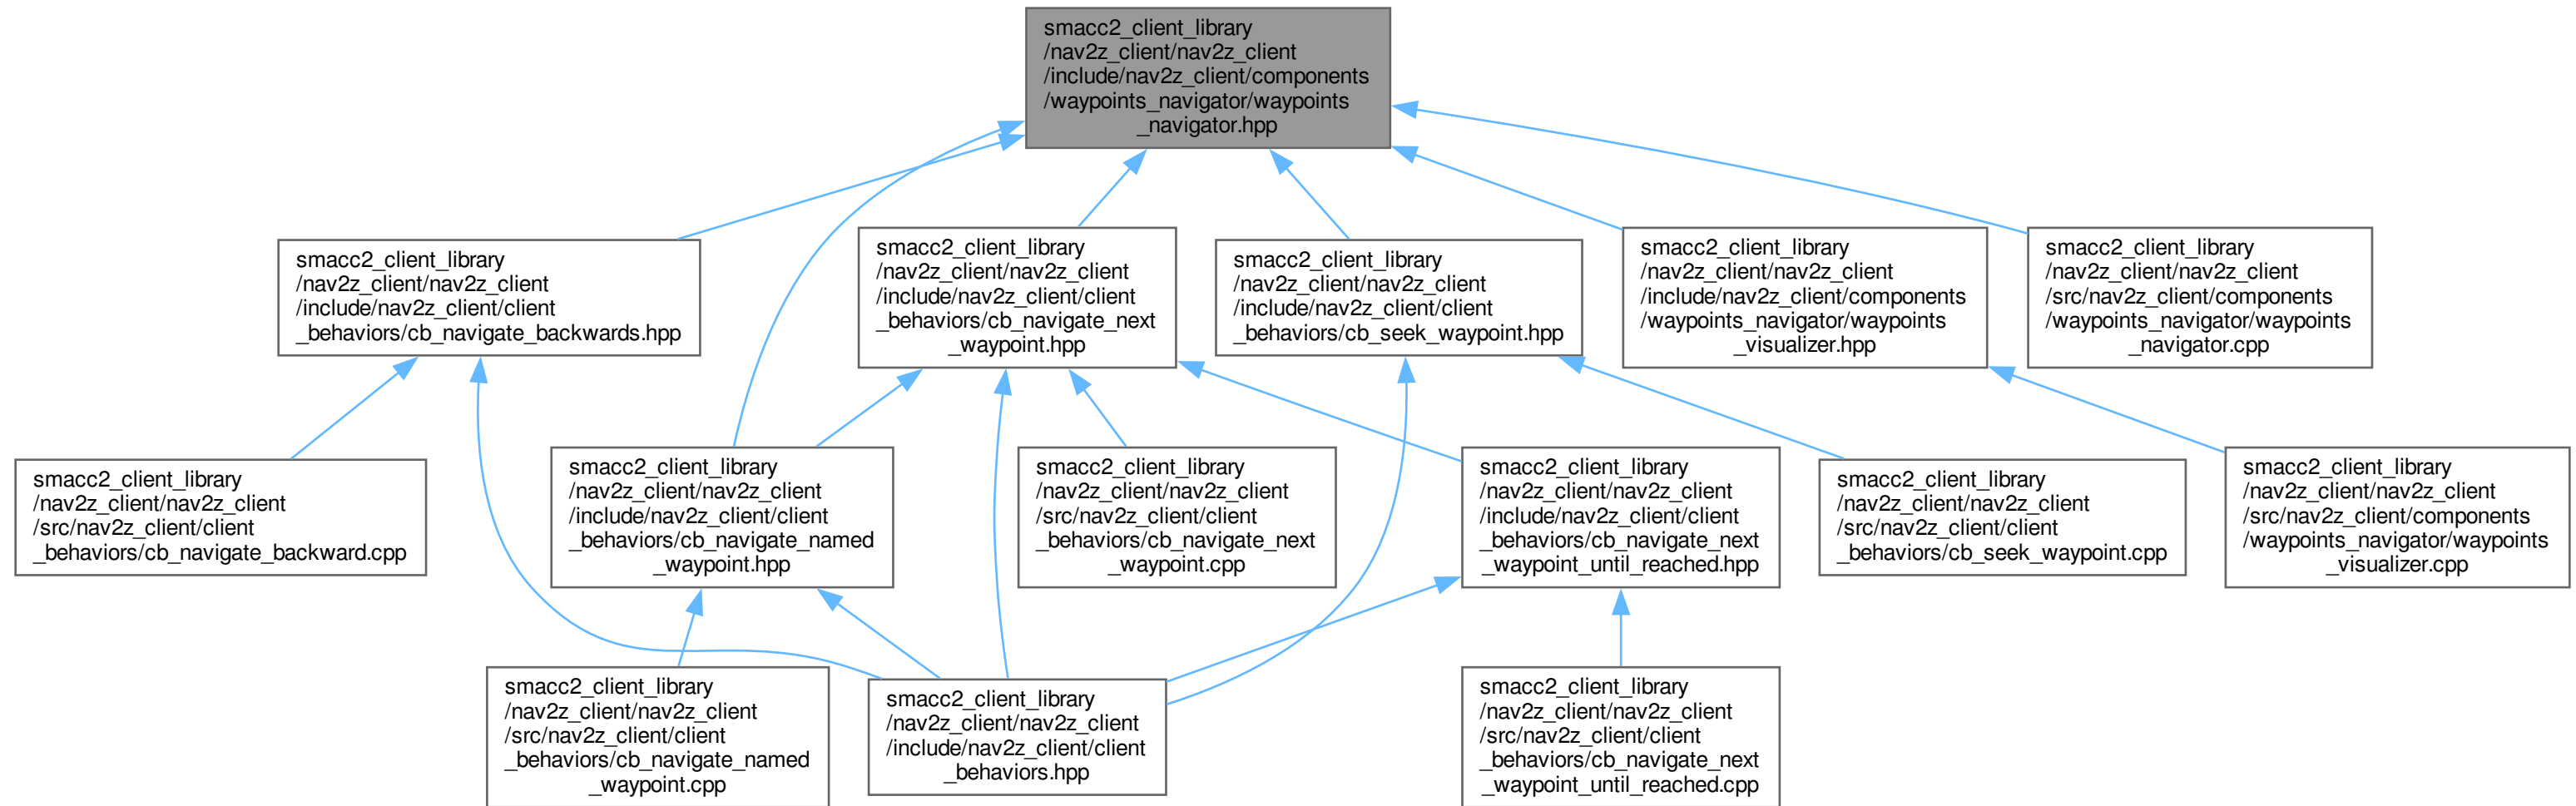 smacc2_client_library
/nav2z_client/nav2z_client
/include/nav2z_client/components
/waypoints_navigator/waypoints
_navigator.hpp
smacc2_client_library
/nav2z_client/nav2z_client
/include/nav2z_client/client
_behaviors/cb_navigate_backwards.hpp
smacc2_client_library
/nav2z_client/nav2z_client
/include/nav2z_client/client
_behaviors/cb_navigate_next
_waypoint.hpp
smacc2_client_library
/nav2z_client/nav2z_client
/include/nav2z_client/client
_behaviors/cb_seek_waypoint.hpp
smacc2_client_library
/nav2z_client/nav2z_client
/include/nav2z_client/components
/waypoints_navigator/waypoints
_visualizer.hpp
smacc2_client_library
/nav2z_client/nav2z_client
/src/nav2z_client/components
/waypoints_navigator/waypoints
_navigator.cpp
smacc2_client_library
/nav2z_client/nav2z_client
/src/nav2z_client/client
_behaviors/cb_navigate_backward.cpp
smacc2_client_library
/nav2z_client/nav2z_client
/include/nav2z_client/client
_behaviors/cb_navigate_named
_waypoint.hpp
smacc2_client_library
/nav2z_client/nav2z_client
/src/nav2z_client/client
_behaviors/cb_navigate_next
_waypoint.cpp
smacc2_client_library
/nav2z_client/nav2z_client
/include/nav2z_client/client
_behaviors/cb_navigate_next
_waypoint_until_reached.hpp
smacc2_client_library
/nav2z_client/nav2z_client
/src/nav2z_client/client
_behaviors/cb_seek_waypoint.cpp
smacc2_client_library
/nav2z_client/nav2z_client
/src/nav2z_client/components
/waypoints_navigator/waypoints
_visualizer.cpp
smacc2_client_library
/nav2z_client/nav2z_client
/src/nav2z_client/client
_behaviors/cb_navigate_named
_waypoint.cpp
smacc2_client_library
/nav2z_client/nav2z_client
/include/nav2z_client/client
_behaviors.hpp
smacc2_client_library
/nav2z_client/nav2z_client
/src/nav2z_client/client
_behaviors/cb_navigate_next
_waypoint_until_reached.cpp